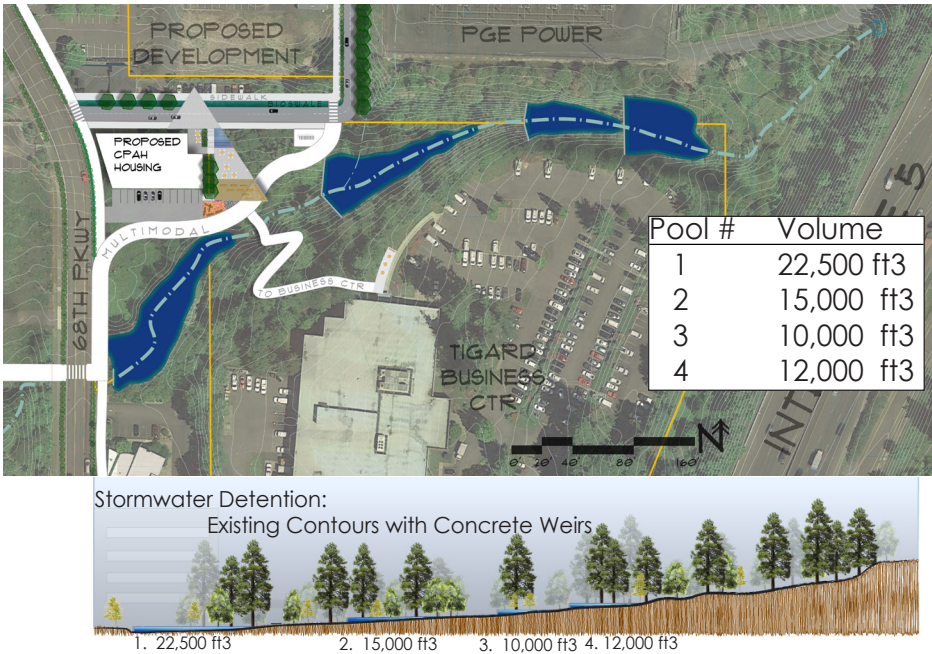 PROPOSED
DEVELOPMENT
PGE POWER
SIDEWALK
BIOSWALE
PROPOSED
CPAH
HOUSING
MULTIMODAL
68TH PKWY
TO BUSINESS CTR
TIGARD
BUSINESS
CTR
5
N
0' 20' 40' 80' 160'
Pool # Volume
1 22,500 ft3
2 15,000 ft3
3 10,000 ft3
4 12,000 ft3
Stormwater Detention:
Existing Contours with Concrete Weirs
1. 22,500 ft3 2. 15,000 ft3 3. 10,000 ft3 4. 12,000 ft3